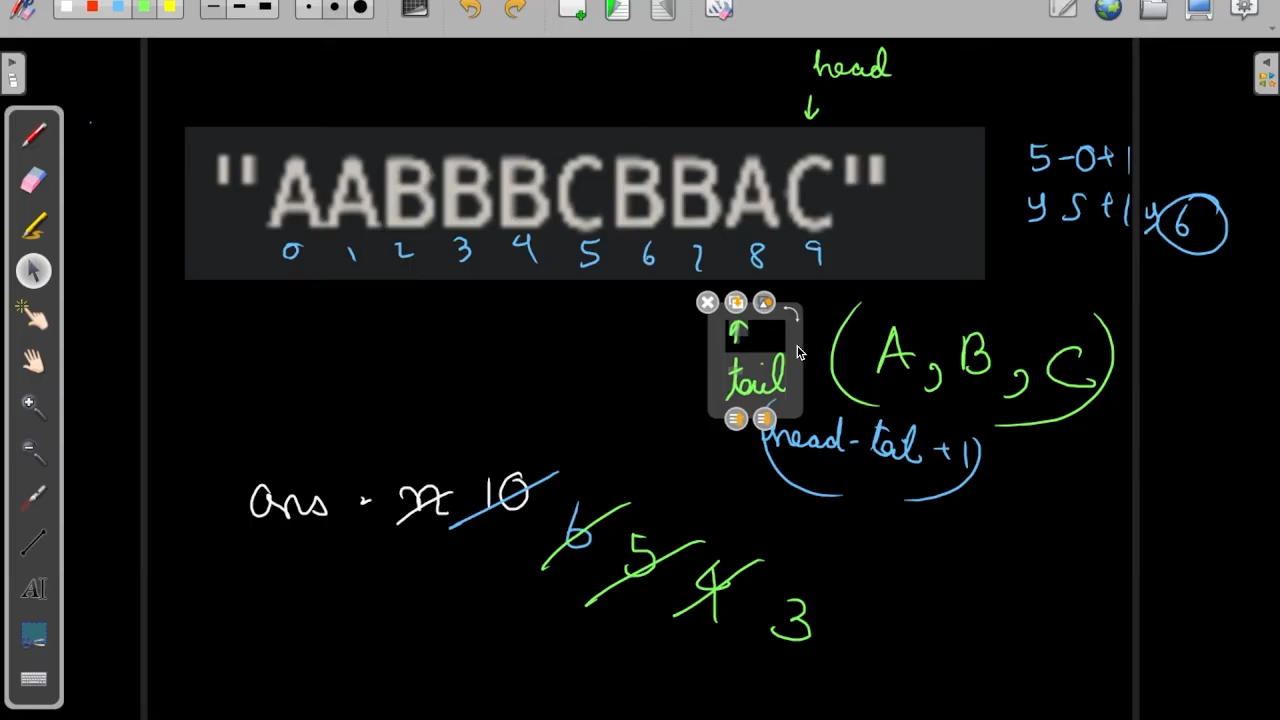 head
"AABBBCBBAC"
0 1 2 3 4 5 6 7 8 9
5-0+1
5+1
6
tail
(A, B, C)
(head-tail+1)
ans = n 10 6 5 4 3
AI